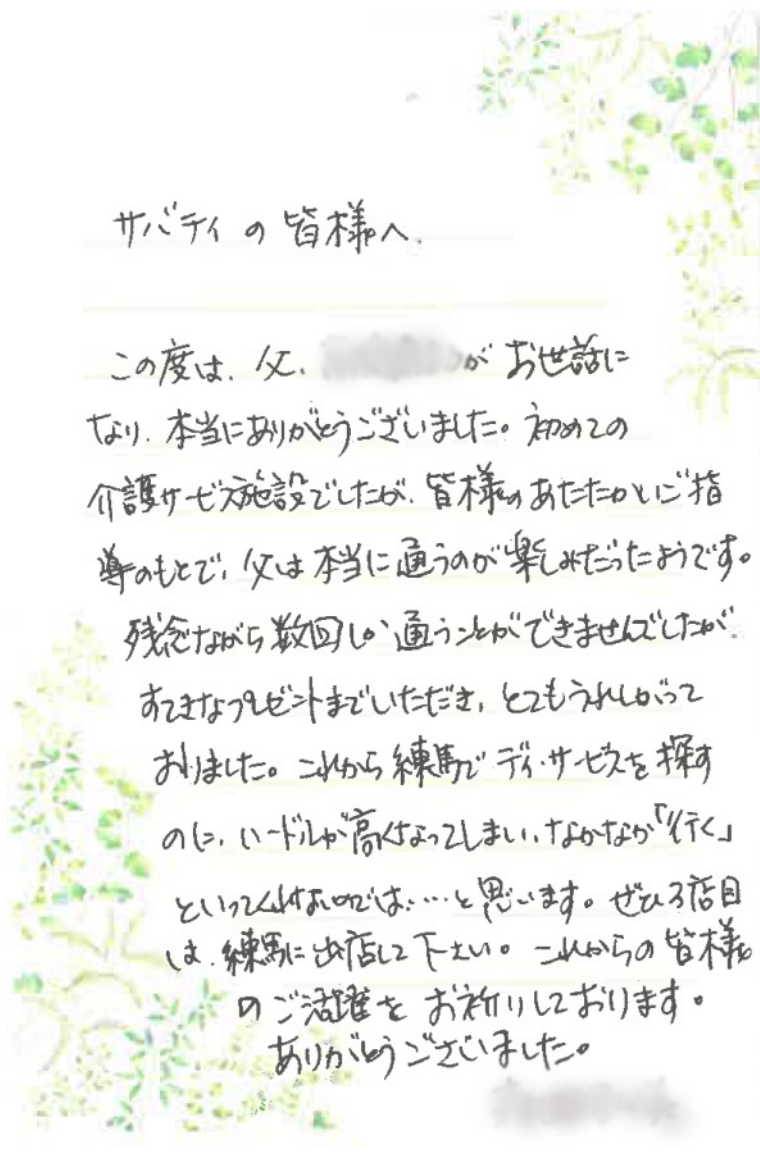 サバティの皆様へ
この度は、父、が お世話に
なり、本当にありがとうございました。初めての
介護サービス施設でしたが、皆様のあたたかいご指
導のもとで、父は本当に通うのが楽しみだったようです。
残念ながら数回しか通うことができませんでしたが、
すてきなプレゼントまでいただき、とてもうれしがって
おりました。これから練馬でデイ・サービスを探す
のに、ハードルが高くなってしまい、なかなか「行く」
といってくれないのでは……と思います。ぜひ3店目
は、練馬に出店して下さい。これからの皆様
のご活躍をお祈りしております。
ありがとうございました。